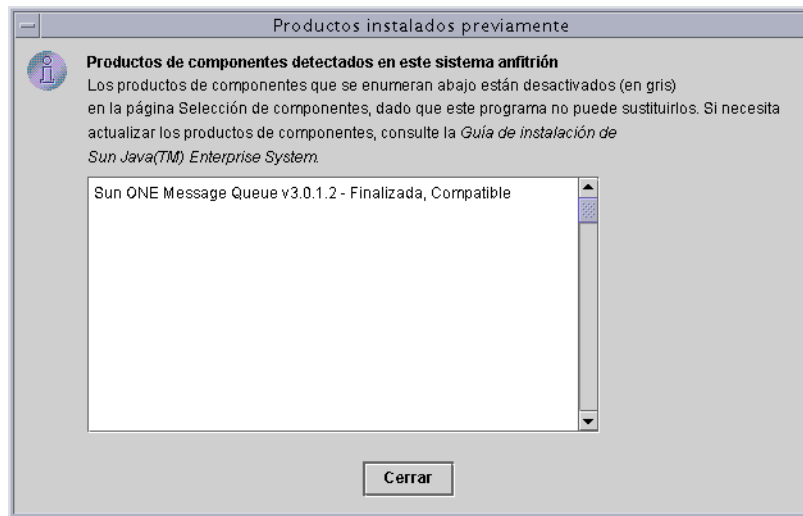 Productos instalados previamente
Productos de componentes detectados en este sistema anfitrión
Los productos de componentes que se enumeran abajo están desactivados (en gris)
en la página Selección de componentes, dado que este programa no puede sustituirlos. Si necesita
actualizar los productos de componentes, consulte la Guía de instalación de
Sun Java(TM) Enterprise System.
Sun ONE Message Queue v3.0.1.2 - Finalizada, Compatible
Cerrar